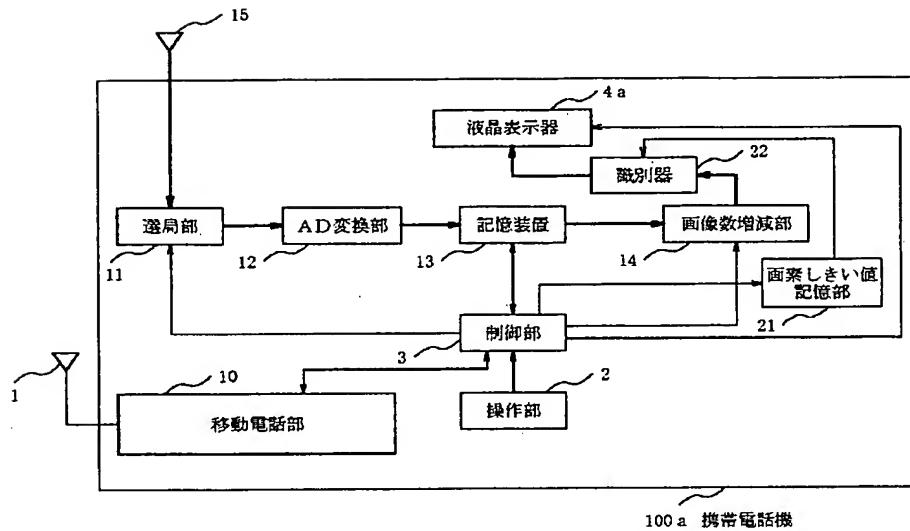 15
4a
液晶表示器
22
識別器
選局部
11
AD変換部
12
記憶装置
13
画像数増減部
14
画素しきい値
記憶部
21
制御部
3
1
10
移動電話部
2
操作部
100a 携帯電話機